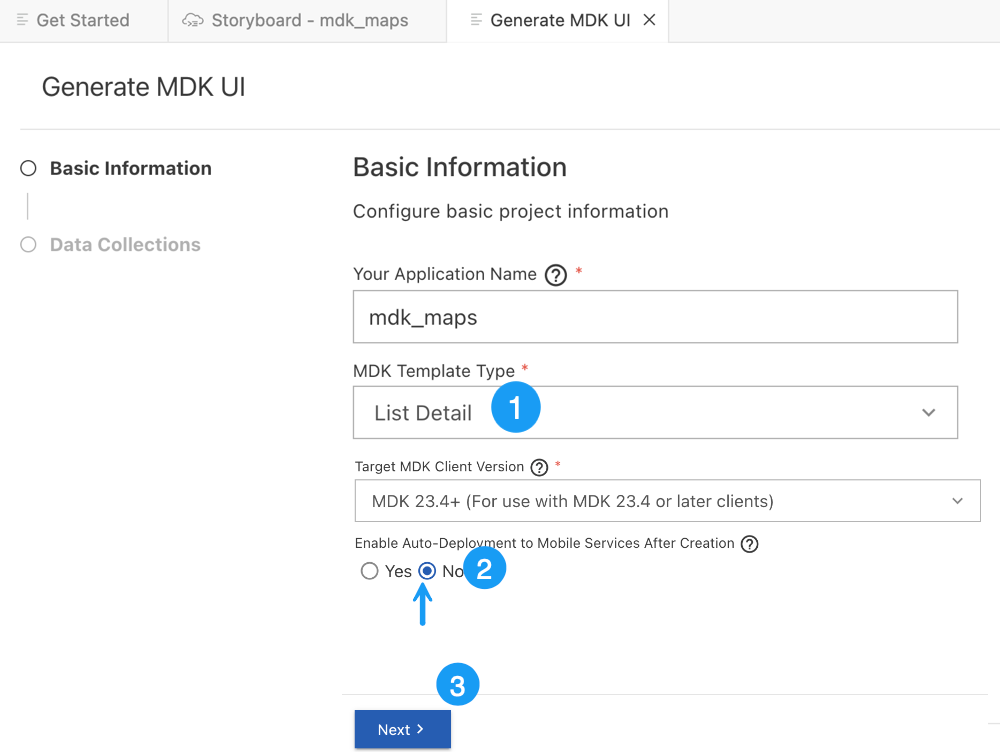 Get Started
Storyboard - mdk_maps
Generate MDK UI
Generate MDK UI
Basic Information
Data Collections
Basic Information
Configure basic project information
Your Application Name ? *
mdk_maps
MDK Template Type *
List Detail
1
Target MDK Client Version ? *
MDK 23.4+ (For use with MDK 23.4 or later clients)
Enable Auto-Deployment to Mobile Services After Creation ?
Yes No
2
3
Next